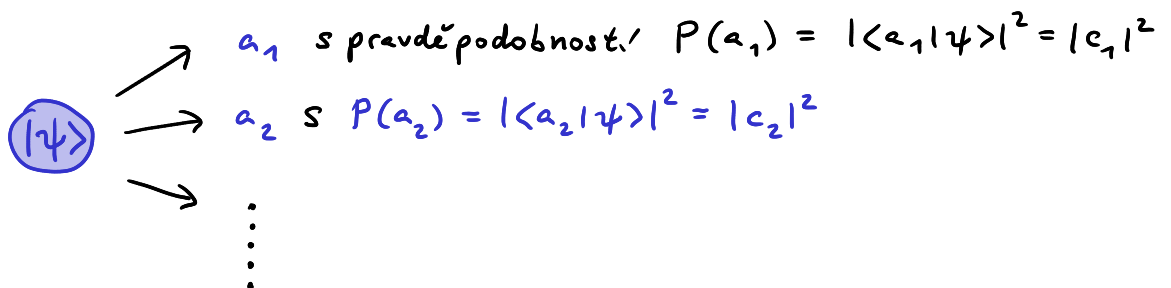 a₁ s pravděpodobností P(a₁) = |<a₁|ψ>|² = |c₁|²
|ψ>
a₂ s P(a₂) = |<a₂|ψ>|² = |c₂|²